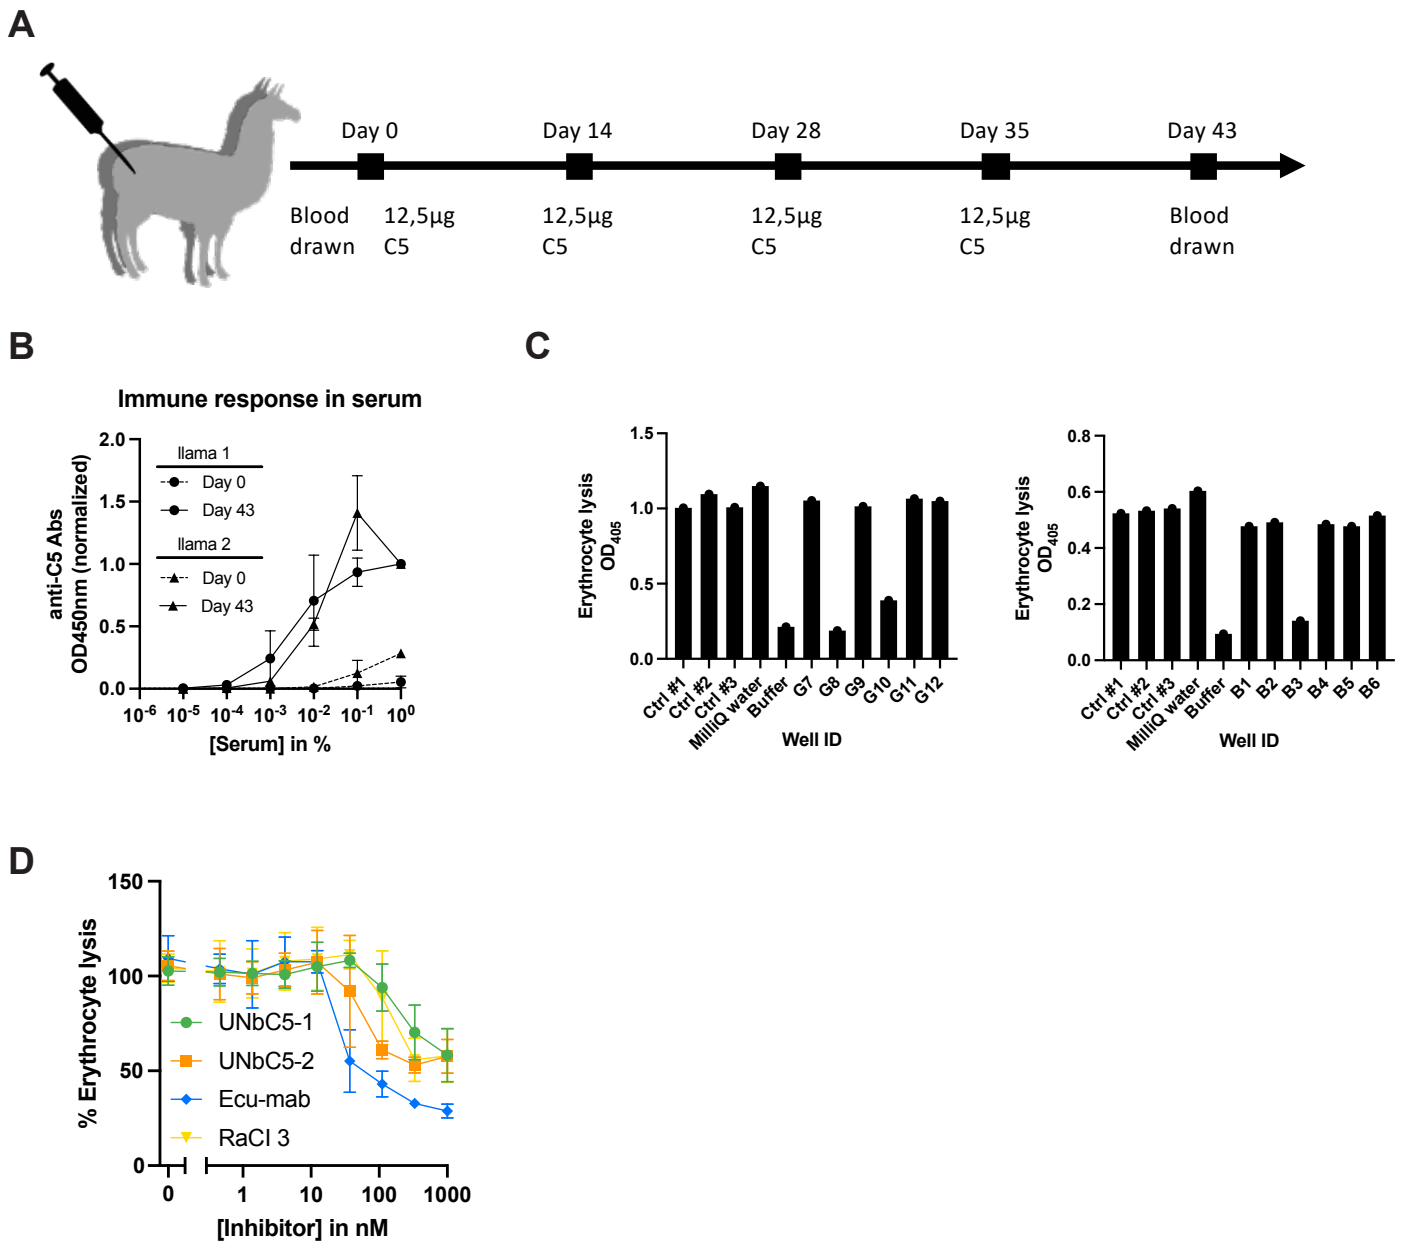 A
Day 0
Day 14
Day 28
Day 35
Day 43
Blood drawn
12,5µg C5
12,5µg C5
12,5µg C5
12,5µg C5
Blood drawn
B
Immune response in serum
anti-C5 Abs
OD450nm (normalized)
2.0
1.5
1.0
0.5
0.0
llama 1
Day 0
Day 43
llama 2
Day 0
Day 43
10-6 10-5 10-4 10-3 10-2 10-1 100
[Serum] in %
C
Erythrocyte lysis
OD405
1.5
1.0
0.5
0.0
Ctrl #1 Ctrl #2 Ctrl #3 MilliQ water Buffer G7 G8 G9 G10 G11 G12
Well ID
Erythrocyte lysis
OD405
0.8
0.6
0.4
0.2
0.0
Ctrl #1 Ctrl #2 Ctrl #3 MilliQ water Buffer B1 B2 B3 B4 B5 B6
Well ID
D
% Erythrocyte lysis
150
100
50
0
UNbC5-1
UNbC5-2
Ecu-mab
RaCI 3
0 1 10 100 1000
[Inhibitor] in nM